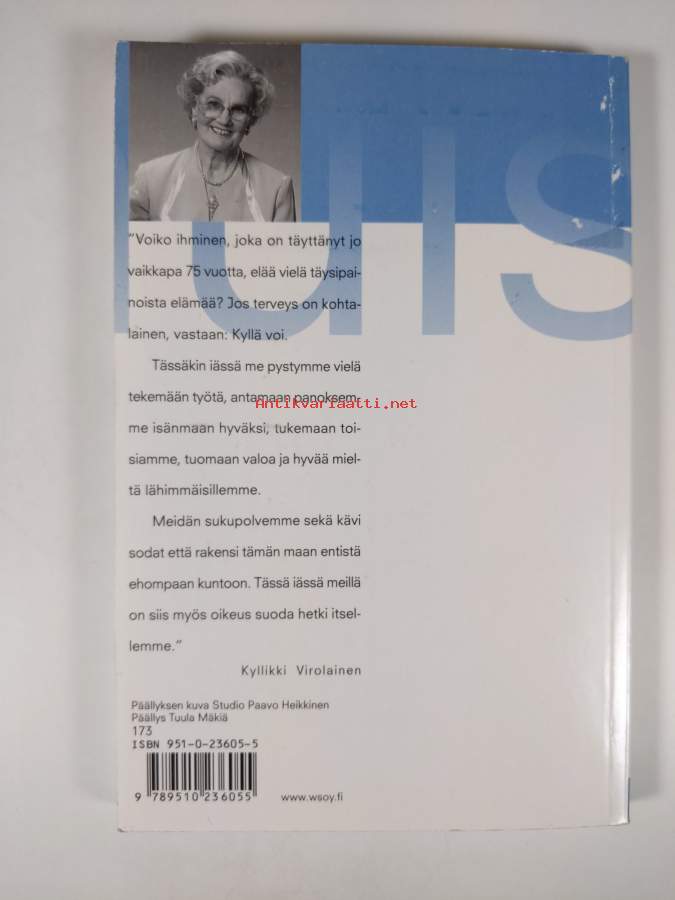 uis
"Voiko ihminen, joka on täyttänyt jo
vaikkapa 75 vuotta, elää vielä täysipai-
noista elämää? Jos terveys on kohta-
lainen, vastaan: Kyllä voi.
Tässäkin iässä me pystymme vielä
tekemään työtä, antamaan panoksem-
Antikvariaatti.net
me isänmaan hyväksi, tukemaan toi-
siamme, tuomaan valoa ja hyvää miel-
tä lähimmäisillemme.
Meidän sukupolvemme sekä kävi
sodat että rakensi tämän maan entistä
ehompaan kuntoon. Tässä iässä meillä
on siis myös oikeus suoda hetki itsel-
lemme."
Kyllikki Virolainen
Päällyksen kuva Studio Paavo Heikkinen
Päällys Tuula Mäkiä
173
ISBN 951-0-23605-5
9 789510 236055
www.wsoy.fi